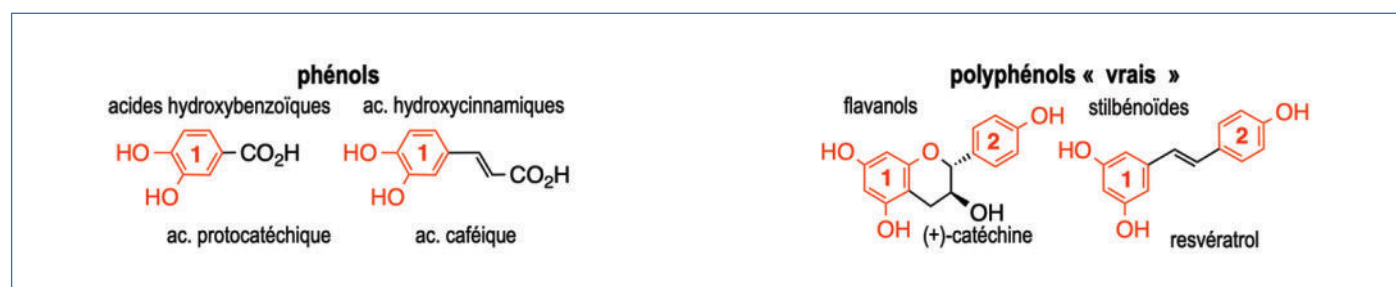 phénols
acides hydroxybenzoïques
ac. hydroxycinnamiques
HO
1
CO₂H
HO
HO
1
CO₂H
HO
ac. protocatéchique
ac. caféique
polyphénols « vrais »
flavanols
stilbénoïdes
OH
2
HO
O
1
OH
OH
(+)-catéchine
OH
2
HO
1
OH
resvératrol